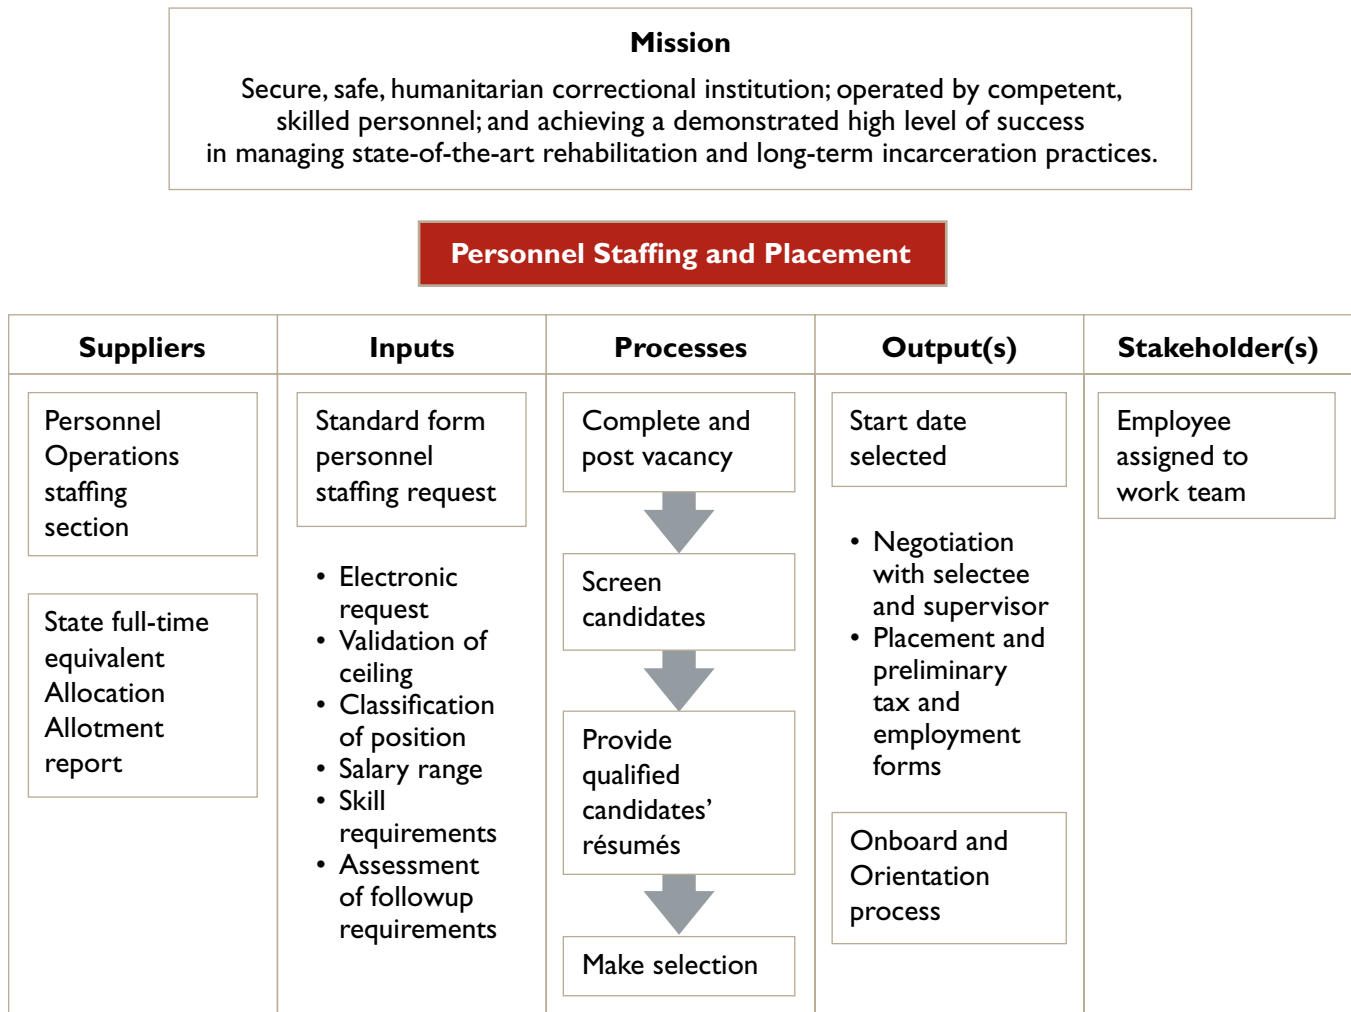 Mission
Secure, safe, humanitarian correctional institution; operated by competent,
skilled personnel; and achieving a demonstrated high level of success
in managing state-of-the-art rehabilitation and long-term incarceration practices.
Personnel Staffing and Placement
Suppliers
Personnel
Operations
staffing
section
State full-time
equivalent
Allocation
Allotment
report
Inputs
Standard form
personnel
staffing request
• Electronic
request
• Validation of
ceiling
• Classification
of position
• Salary range
• Skill
requirements
• Assessment
of followup
requirements
Processes
Complete and
post vacancy
Screen
candidates
Provide
qualified
candidates’
résumés
Make selection
Output(s)
Start date
selected
• Negotiation
with selectee
and supervisor
• Placement and
preliminary
tax and
employment
forms
Onboard and
Orientation
process
Stakeholder(s)
Employee
assigned to
work team